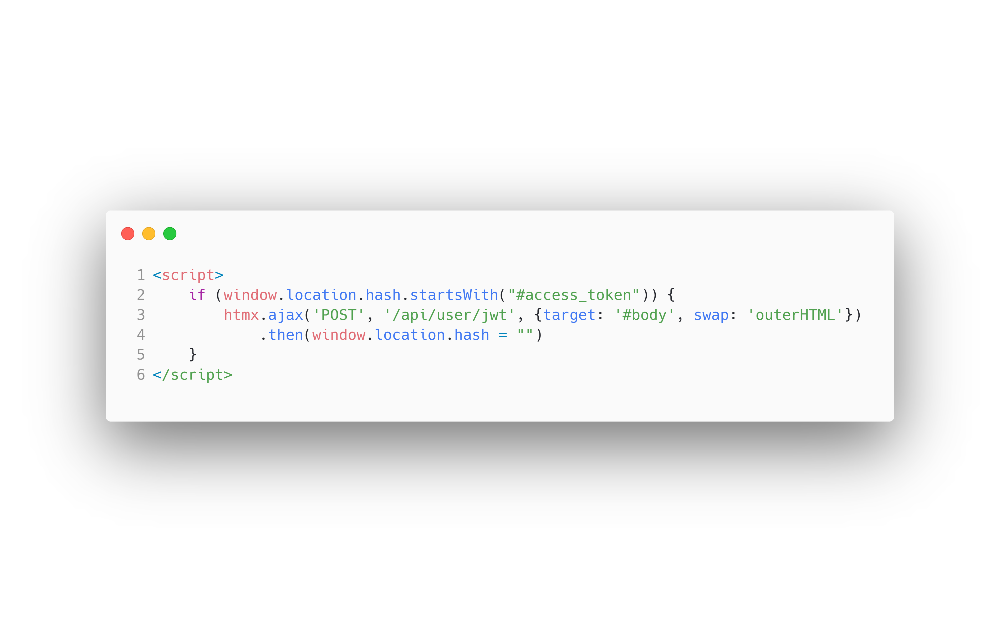 1 <script>
2     if (window.location.hash.startsWith("#access_token")) {
3         htmx.ajax('POST', '/api/user/jwt', {target: '#body', swap: 'outerHTML'})
4             .then(window.location.hash = "")
5     }
6 </script>